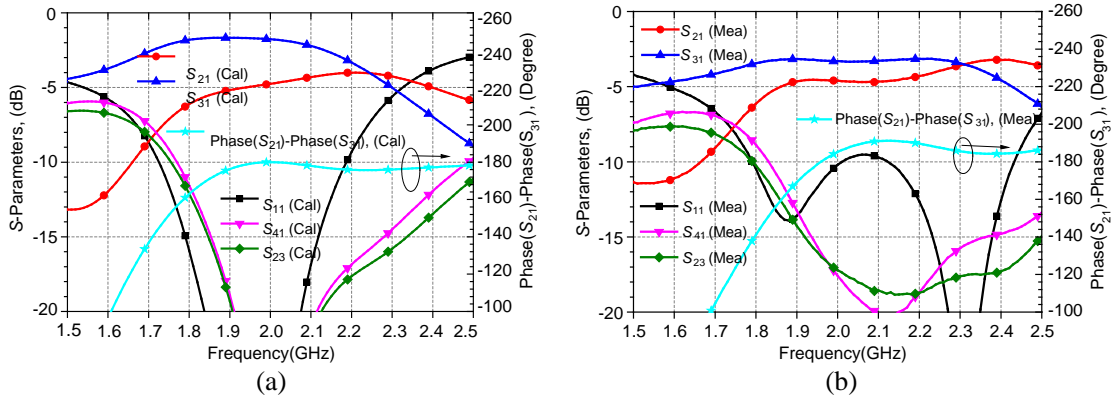 0
-5
-10
-15
-20
S-Parameters, (dB)
1.5 1.6 1.7 1.8 1.9 2.0 2.1 2.2 2.3 2.4 2.5
Frequency(GHz)
-260
-240
-220
-200
-180
-160
-140
-120
-100
Phase(S21)-Phase(S31), (Degree)
S21 (Cal)
S31 (Cal)
Phase(S21)-Phase(S31), (Cal)
S11 (Cal)
S41 (Cal)
S23 (Cal)
(a)
0
-5
-10
-15
-20
S-Parameters, (dB)
1.5 1.6 1.7 1.8 1.9 2.0 2.1 2.2 2.3 2.4 2.5
Frequency(GHz)
-260
-240
-220
-200
-180
-160
-140
-120
-100
Phase(S21)-Phase(S31), (Degree)
S21 (Mea)
S31 (Mea)
Phase(S21)-Phase(S31), (Mea)
S11 (Mea)
S41 (Mea)
S23 (Mea)
(b)